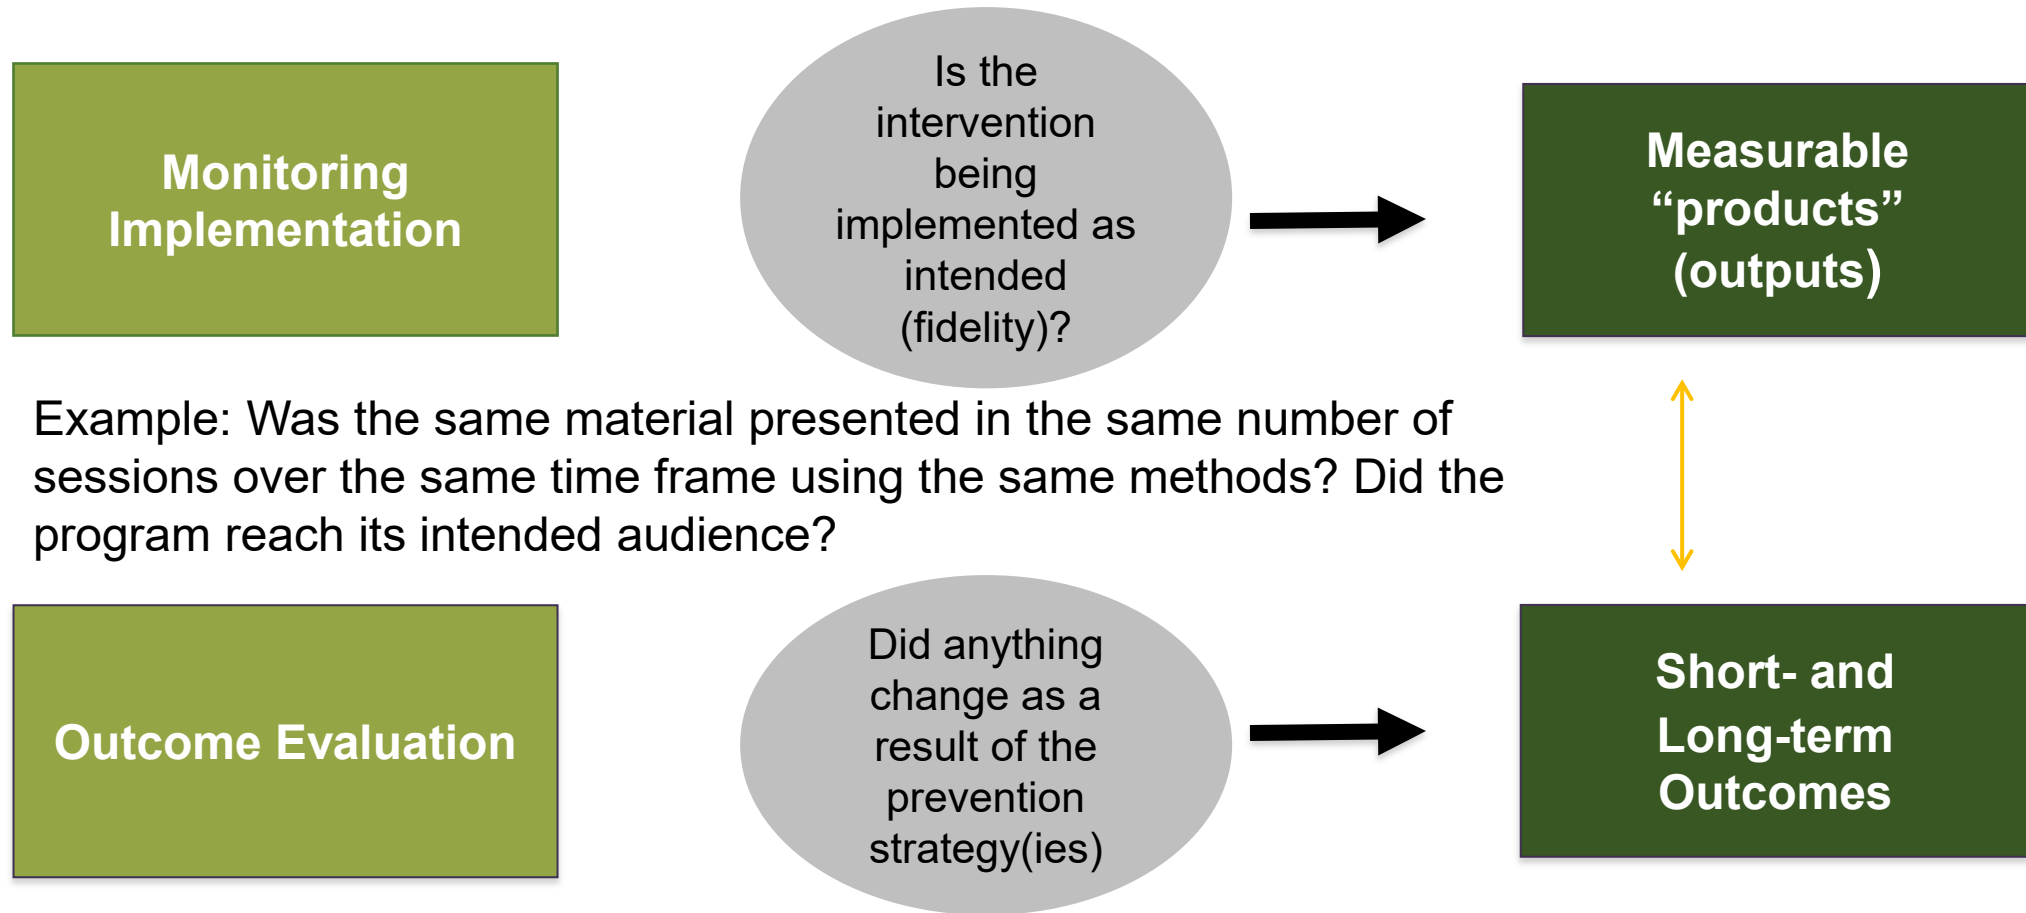 Monitoring
Implementation
Is the
intervention
being
implemented as
intended
(fidelity)?
Measurable
“products”
(outputs)
Example: Was the same material presented in the same number of
sessions over the same time frame using the same methods? Did the
program reach its intended audience?
Outcome Evaluation
Did anything
change as a
result of the
prevention
strategy(ies)
Short- and
Long-term
Outcomes